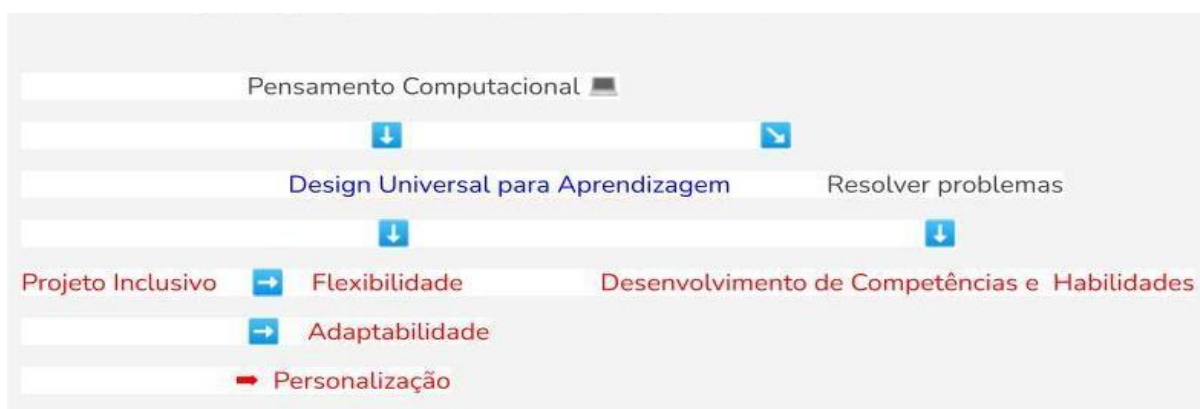 Pensamento Computacional 💻
⬇️ ↘️
Design Universal para Aprendizagem Resolver problemas
⬇️ ⬇️
Projeto Inclusivo ➡️ Flexibilidade Desenvolvimento de Competências e Habilidades
➡️ Adaptabilidade
➡ Personalização